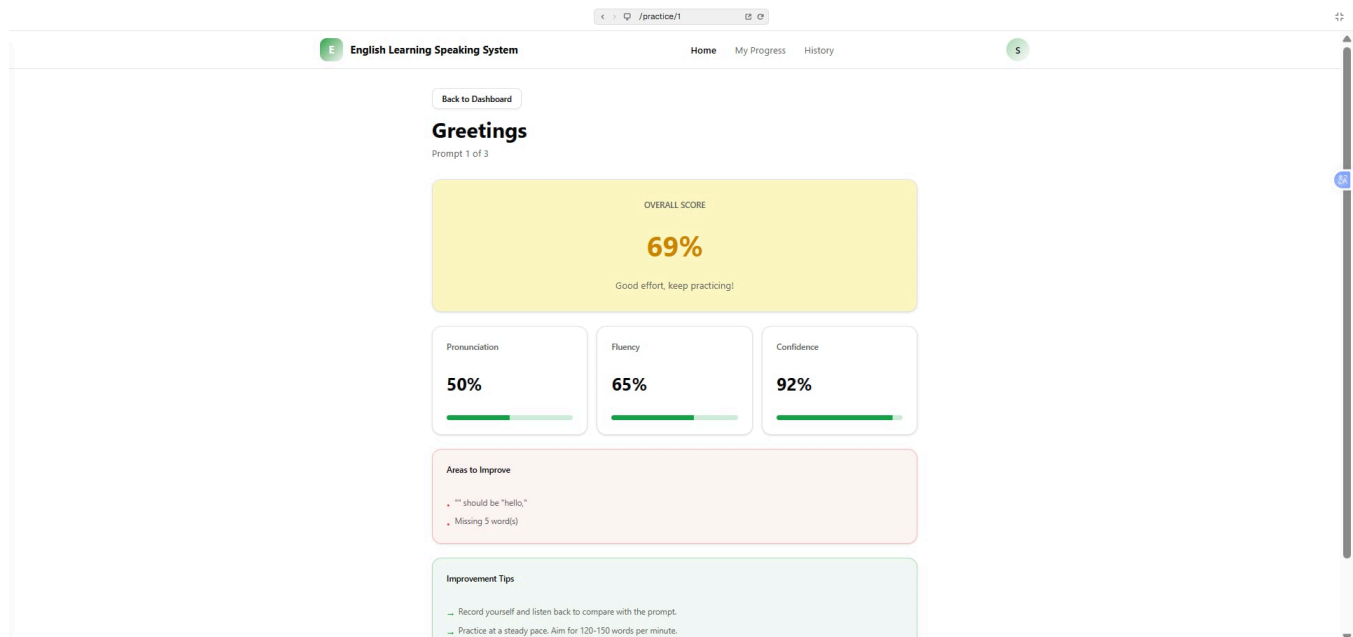 /practice/1
E English Learning Speaking System Home My Progress History S
Back to Dashboard
Greetings
Prompt 1 of 3
OVERALL SCORE
69%
Good effort, keep practicing!
Pronunciation Fluency Confidence
50% 65% 92%
Areas to Improve
• "" should be "hello,"
• Missing 5 word(s)
Improvement Tips
→ Record yourself and listen back to compare with the prompt.
→ Practice at a steady pace. Aim for 120-150 words per minute.